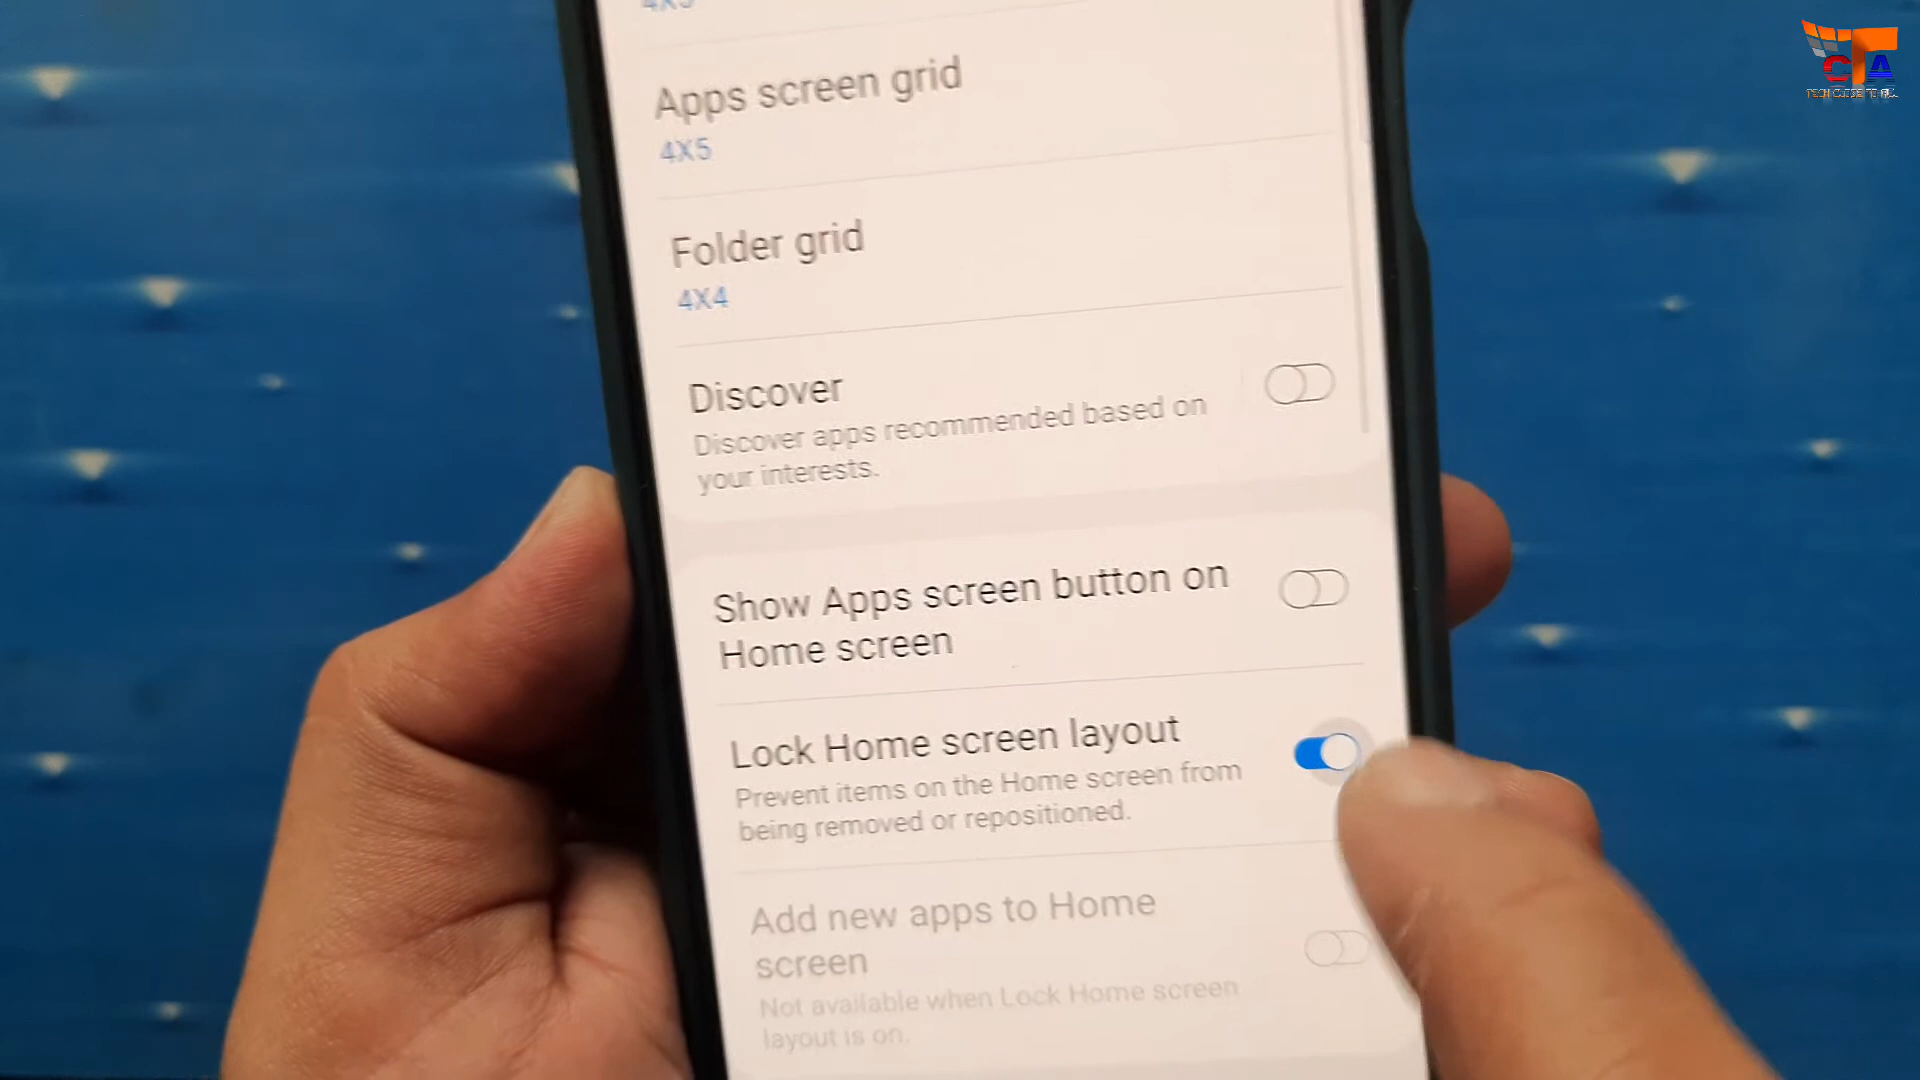 4X5
Apps screen grid
4X5
Folder grid
4X4
Discover
Discover apps recommended based on
your interests.
Show Apps screen button on
Home screen
Lock Home screen layout
Prevent items on the Home screen from
being removed or repositioned.
Add new apps to Home
screen
Not available when Lock Home screen
layout is on.
CTA